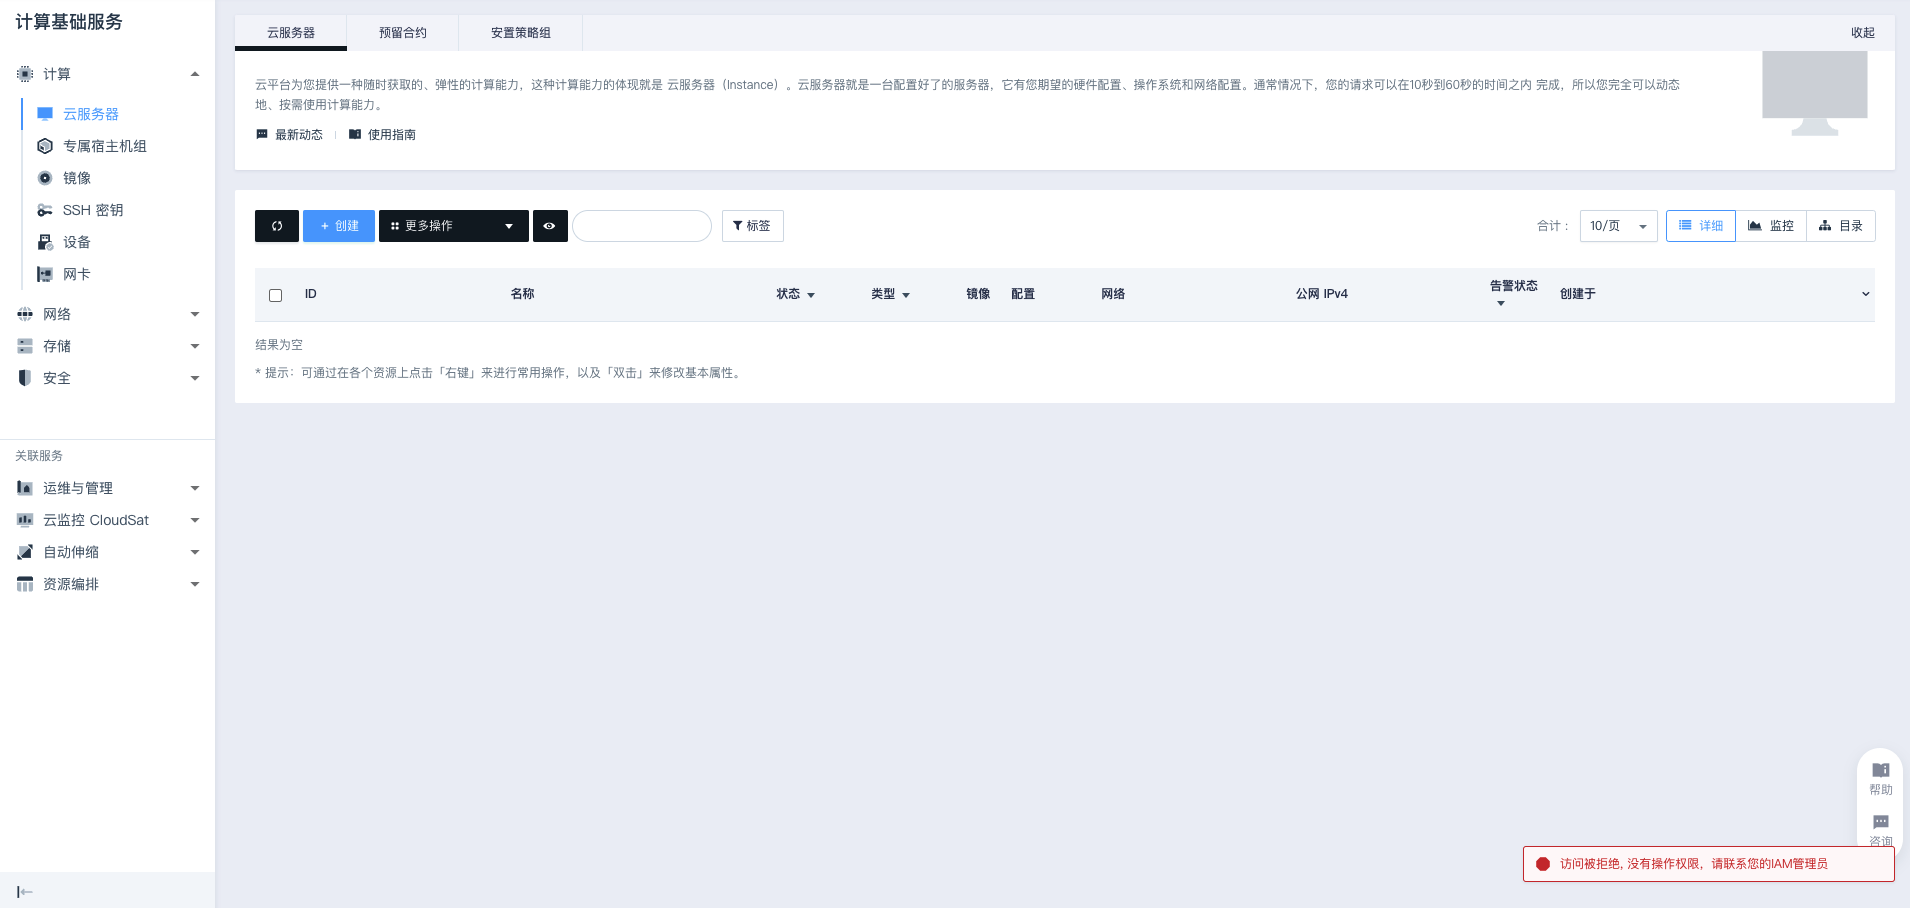 计算基础服务
计算
云服务器
专属宿主机组
镜像
SSH 密钥
设备
网卡
网络
存储
安全
关联服务
运维与管理
云监控 CloudSat
自动伸缩
资源编排
云服务器
预留合约
安置策略组
收起
云平台为您提供一种随时获取的、弹性的计算能力，这种计算能力的体现就是 云服务器（Instance）。云服务器就是一台配置好了的服务器，它有您期望的硬件配置、操作系统和网络配置。通常情况下，您的请求可以在10秒到60秒的时间之内 完成，所以您完全可以动态
地、按需使用计算能力。
最新动态
使用指南
+ 创建
更多操作
标签
合计：
10/页
详细
监控
目录
ID
名称
状态
类型
镜像
配置
网络
公网 IPv4
告警状态
创建于
结果为空
* 提示：可通过在各个资源上点击「右键」来进行常用操作，以及「双击」来修改基本属性。
帮助
咨询
访问被拒绝, 没有操作权限，请联系您的IAM管理员